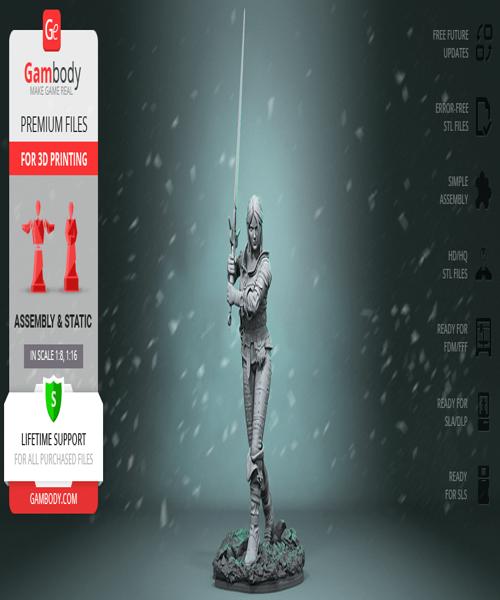 Ge
Gambody
MAKE GAME REAL
PREMIUM FILES
FOR 3D PRINTING
ASSEMBLY & STATIC
IN SCALE 1:8, 1:16
S
LIFETIME SUPPORT
FOR ALL PURCHASED FILES
GAMBODY.COM
FREE FUTURE
UPDATES
ERROR-FREE
STL FILES
SIMPLE
ASSEMBLY
HD/HQ
STL FILES
READY FOR
FDM/FFF
READY FOR
SLA/DLP
READY
FOR SLS